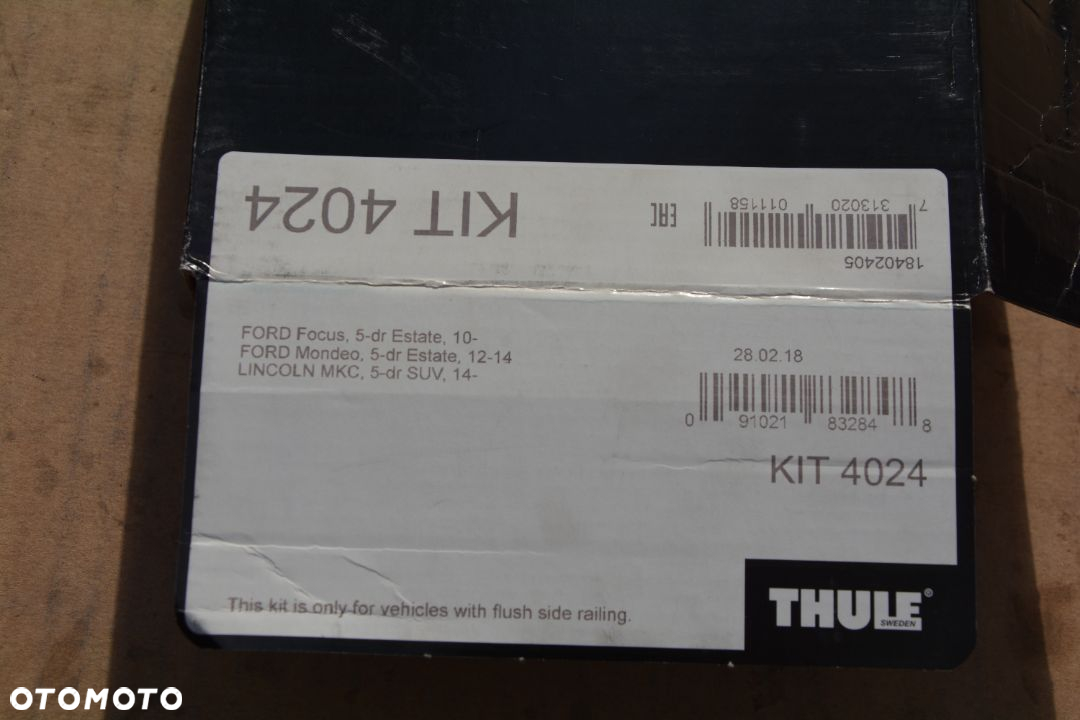 KIT 4024
EAC
7 313020 011158
18402405
FORD Focus, 5-dr Estate, 10-
FORD Mondeo, 5-dr Estate, 12-14
LINCOLN MKC, 5-dr SUV, 14-
28.02.18
0 91021 83284 8
KIT 4024
This kit is only for vehicles with flush side railing.
THULE®
SWEDEN
OTOMOTO